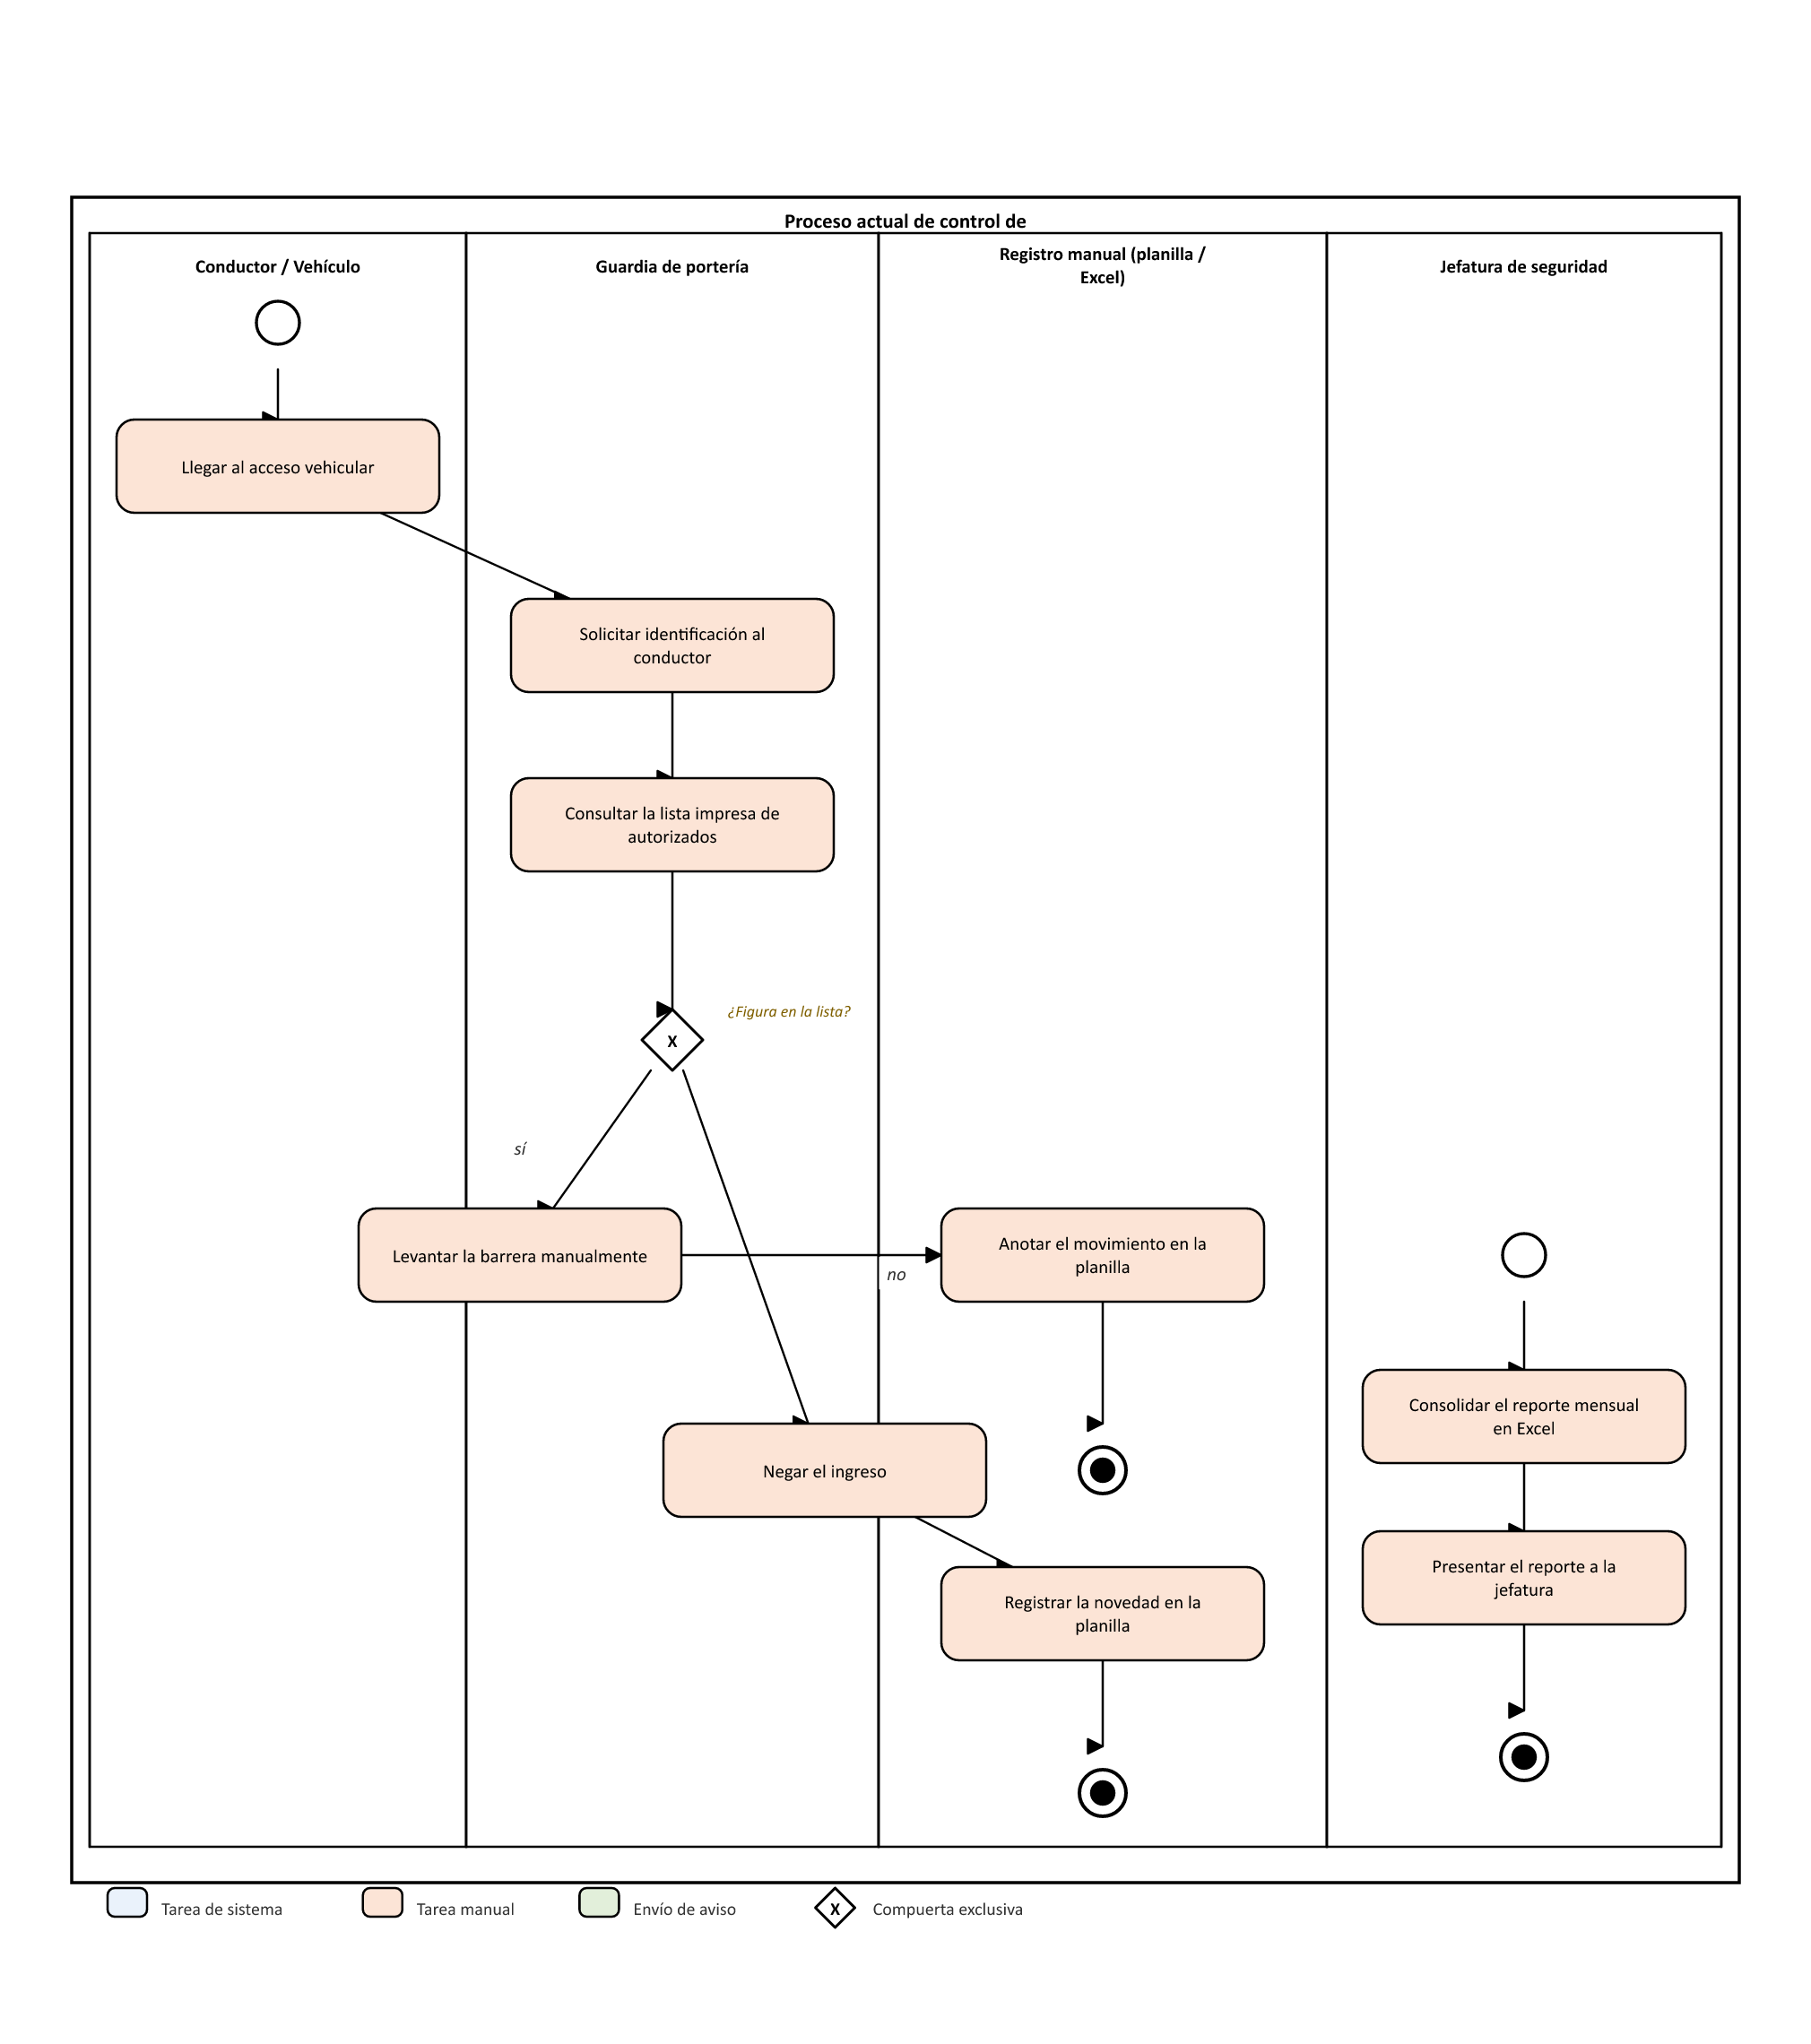 Proceso actual de control de
Conductor / Vehículo
Guardia de portería
Registro manual (planilla /
Excel)
Jefatura de seguridad
Llegar al acceso vehicular
Solicitar identificación al
conductor
Consultar la lista impresa de
autorizados
¿Figura en la lista?
X
sí
Levantar la barrera manualmente
no
Anotar el movimiento en la
planilla
Consolidar el reporte mensual
en Excel
Negar el ingreso
Presentar el reporte a la
jefatura
Registrar la novedad en la
planilla
Tarea de sistema
Tarea manual
Envío de aviso
X
Compuerta exclusiva